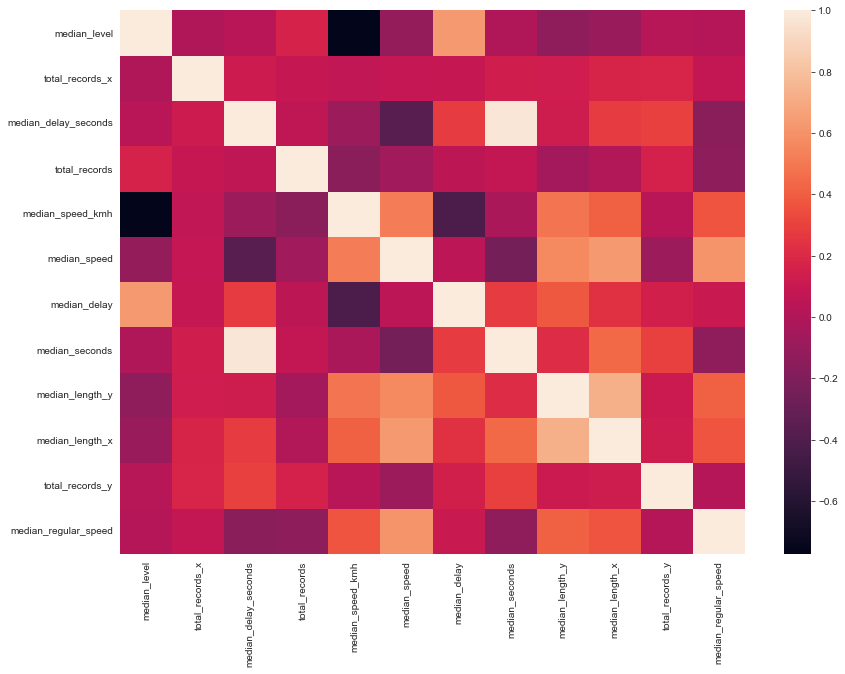 median_level
total_records_x
median_delay_seconds
total_records
median_speed_kmh
median_speed
median_delay
median_seconds
median_length_y
median_length_x
total_records_y
median_regular_speed
median_level
total_records_x
median_delay_seconds
total_records
median_speed_kmh
median_speed
median_delay
median_seconds
median_length_y
median_length_x
total_records_y
median_regular_speed
1.0
0.8
0.6
0.4
0.2
0.0
−0.2
−0.4
−0.6